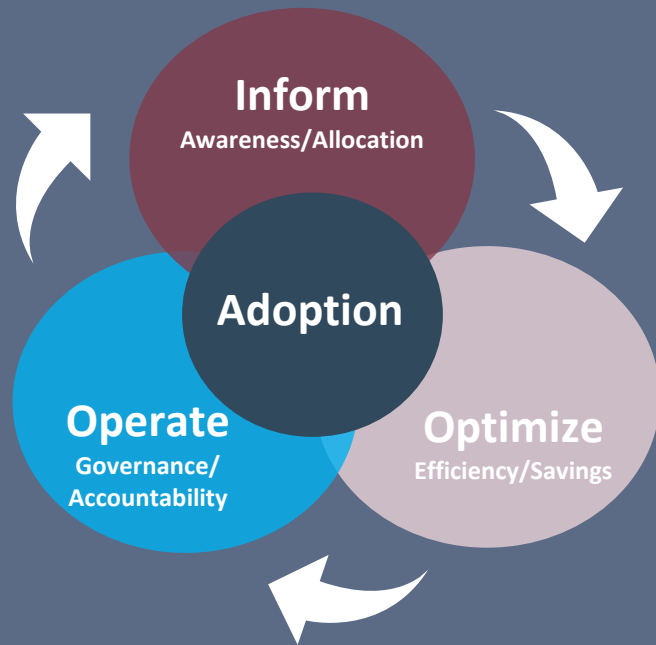 Inform
Awareness/Allocation
Adoption
Operate
Governance/
Accountability
Optimize
Efficiency/Savings